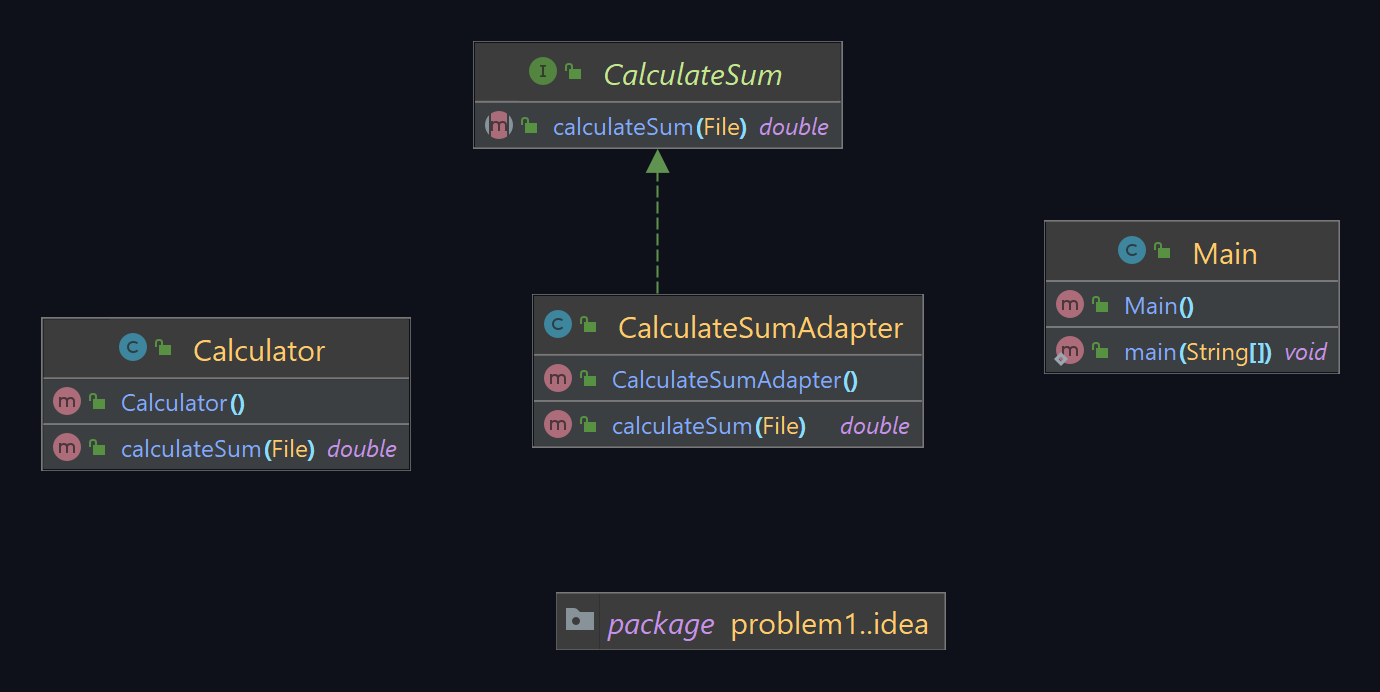 I CalculateSum
m calculateSum(File) double
C Main
m Main()
m main(String[]) void
C CalculateSumAdapter
m CalculateSumAdapter()
m calculateSum(File) double
C Calculator
m Calculator()
m calculateSum(File) double
package problem1..idea